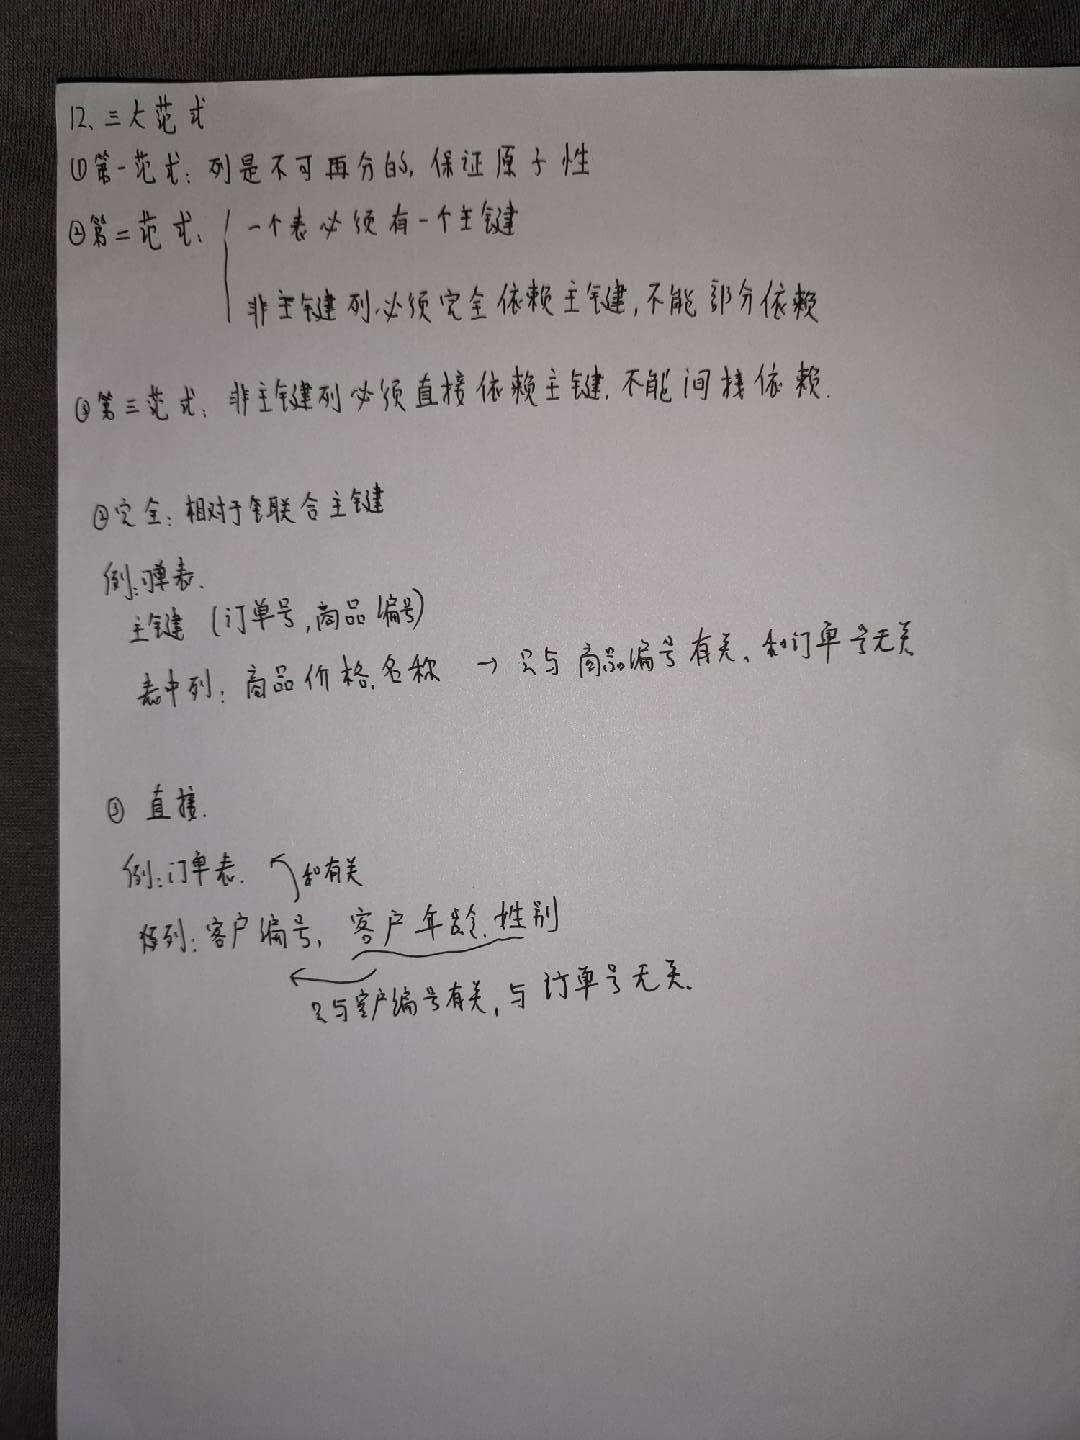 12、三大范式
①第一范式：列是不可再分的，保证原子性
②第二范式、{ 一个表必须有一个主键
非主键列必须完全依赖主键，不能部分依赖
③第三范式：非主键列必须直接依赖主键，不能间接依赖.
②完全：相对于联合主键
例：订单表.
主键（订单号，商品编号）
表中列：商品价格、名称 → 只与商品编号有关、和订单号无关
③ 直接.
例：订单表. 和有关
列：客户编号，客户年龄、性别
只与客户编号有关，与订单号无关.